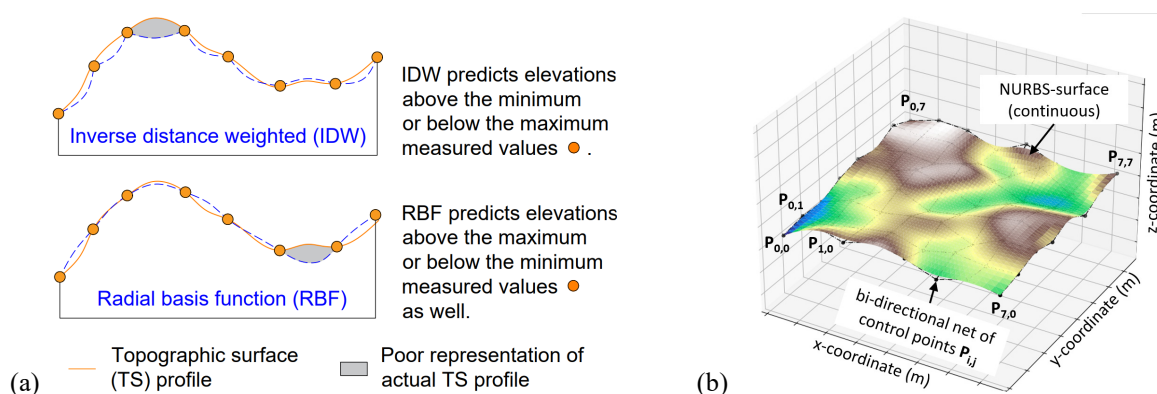 IDW predicts elevations
above the minimum
or below the maximum
measured values .
Inverse distance weighted (IDW)
RBF predicts elevations
above the maximum
or below the minimum
measured values
as well.
Radial basis function (RBF)
(a)
Topographic surface
(TS) profile
Poor representation of
actual TS profile
NURBS-surface
(continuous)
P0,7
P7,7
P0,1
P0,0
P1,0
P7,0
bi-directional net of
control points Pi,j
x-coordinate (m)
y-coordinate (m)
z-coordinate (m)
(b)